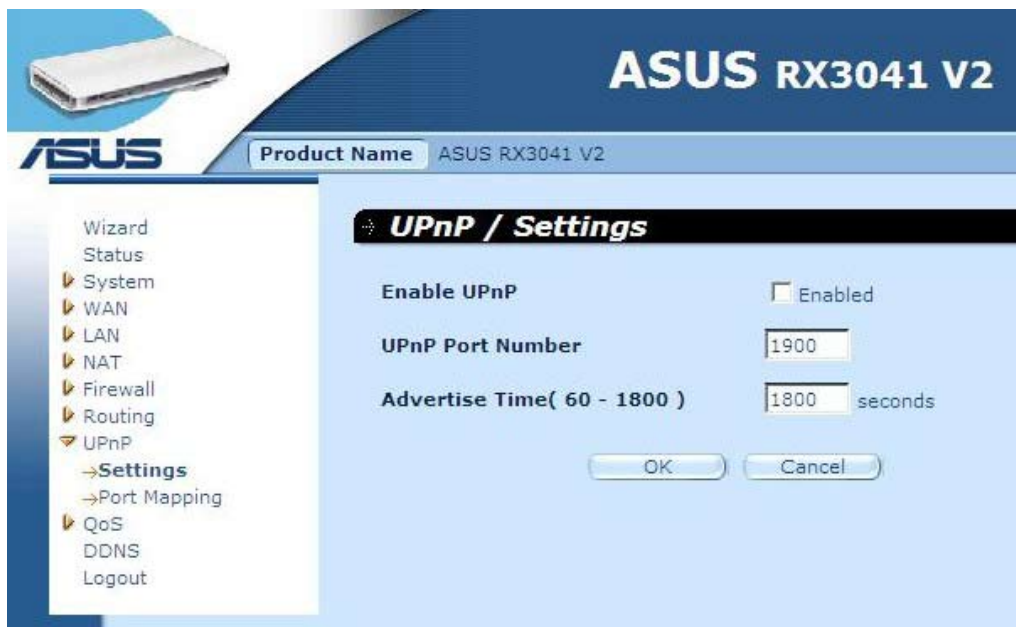 ASUS RX3041 V2
ASUS
Product Name ASUS RX3041 V2
Wizard
Status
System
WAN
LAN
NAT
Firewall
Routing
UPnP
→Settings
→Port Mapping
QoS
DDNS
Logout
UPnP / Settings
Enable UPnP Enabled
UPnP Port Number 1900
Advertise Time( 60 - 1800 ) 1800 seconds
OK Cancel